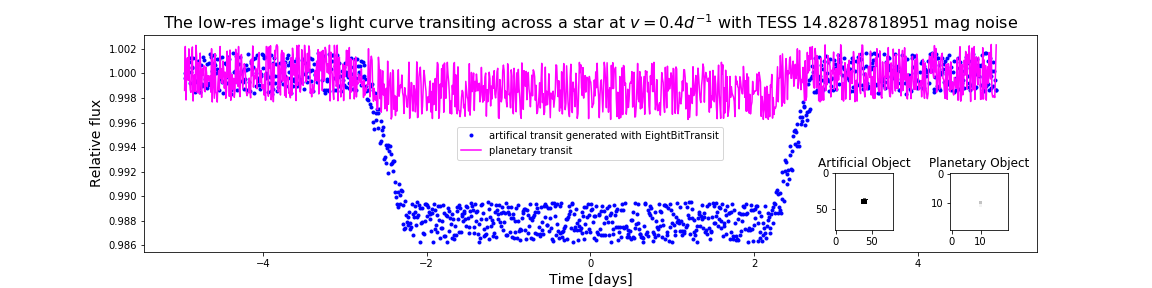 The low-res image's light curve transiting across a star at v = 0.4d⁻¹ with TESS 14.8287818951 mag noise
1.002
1.000
0.998
0.996
0.994
0.992
0.990
0.988
0.986
Relative flux
artifical transit generated with EightBitTransit
planetary transit
Artificial Object
0
50
0 50
Planetary Object
0
10
0 10
−4 −2 0 2 4
Time [days]